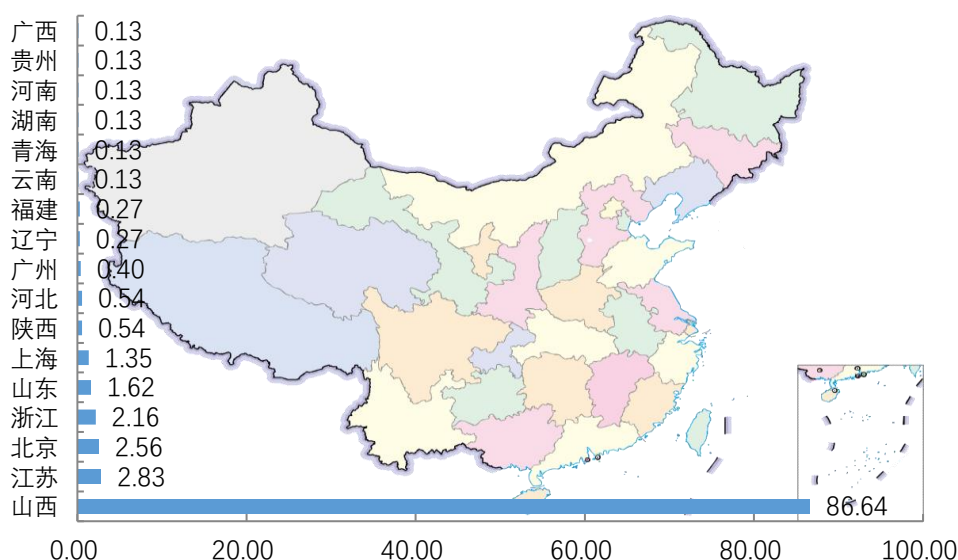 广西 0.13
贵州 0.13
河南 0.13
湖南 0.13
青海 0.13
云南 0.13
福建 0.27
辽宁 0.27
广州 0.40
河北 0.54
陕西 0.54
上海 1.35
山东 1.62
浙江 2.16
北京 2.56
江苏 2.83
山西 86.64
0.00 20.00 40.00 60.00 80.00 100.00